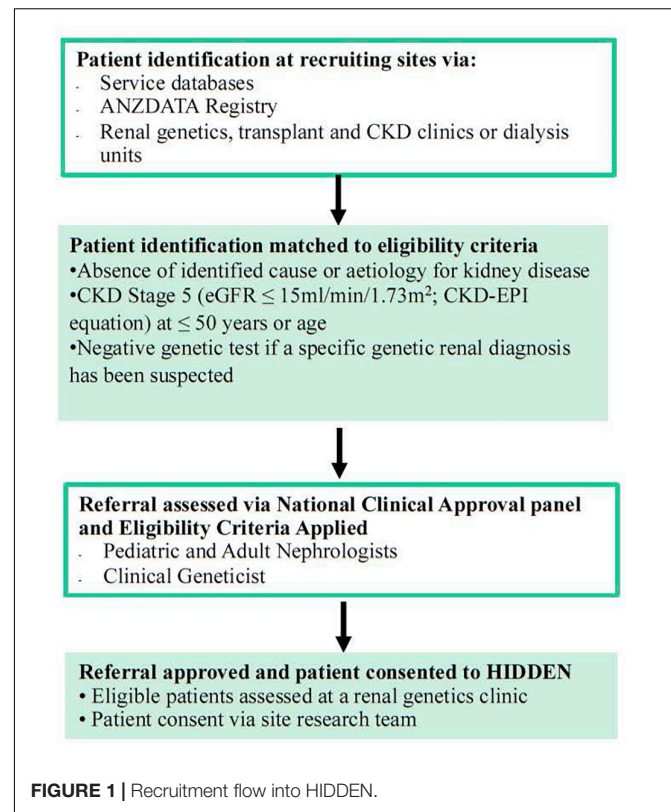 Patient identification at recruiting sites via:
- Service databases
- ANZDATA Registry
- Renal genetics, transplant and CKD clinics or dialysis
units
Patient identification matched to eligibility criteria
•Absence of identified cause or aetiology for kidney disease
•CKD Stage 5 (eGFR ≤ 15ml/min/1.73m²; CKD-EPI
equation) at ≤ 50 years or age
•Negative genetic test if a specific genetic renal diagnosis
has been suspected
Referral assessed via National Clinical Approval panel
and Eligibility Criteria Applied
- Pediatric and Adult Nephrologists
- Clinical Geneticist
Referral approved and patient consented to HIDDEN
• Eligible patients assessed at a renal genetics clinic
• Patient consent via site research team
FIGURE 1 | Recruitment flow into HIDDEN.